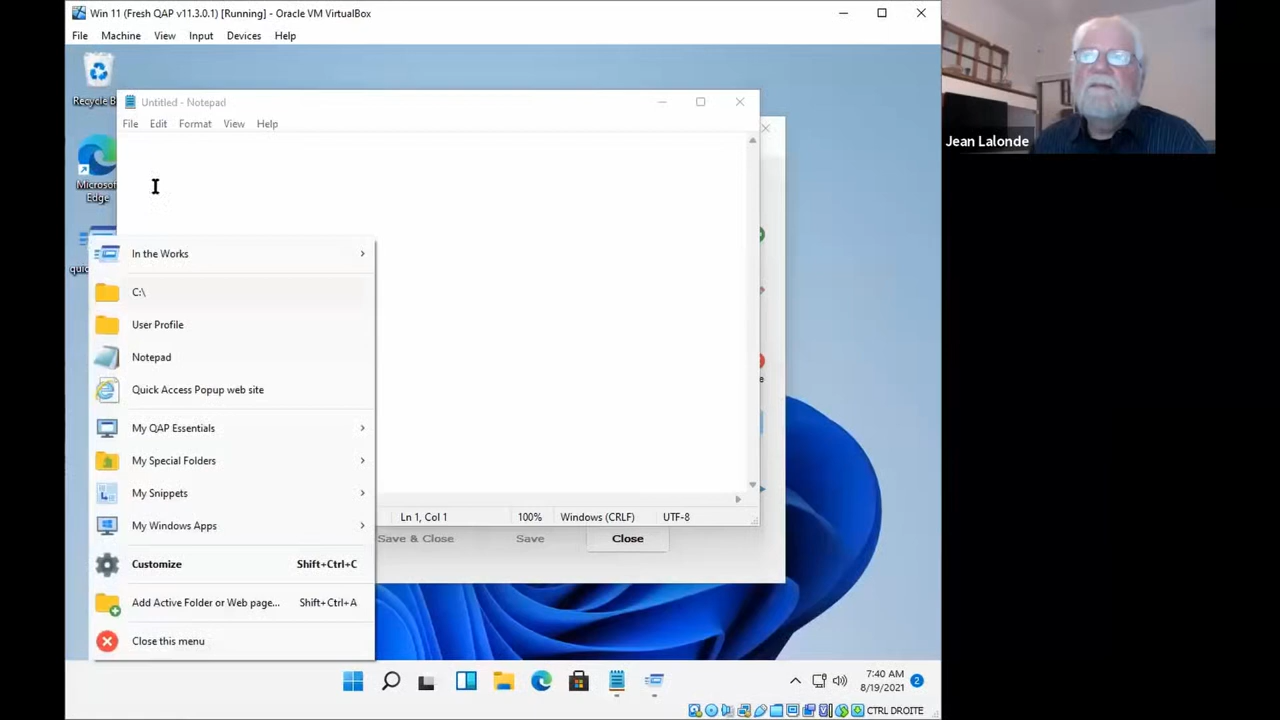 Win 11 (Fresh QAP v11.3.0.1) [Running] - Oracle VM VirtualBox
File Machine View Input Devices Help
Recycle B
Untitled - Notepad
File Edit Format View Help
Microsof
Edge
Jean Lalonde
quic
In the Works
C:\
User Profile
Notepad
Quick Access Popup web site
My QAP Essentials
My Special Folders
My Snippets
My Windows Apps
Customize Shift+Ctrl+C
Add Active Folder or Web page... Shift+Ctrl+A
Close this menu
Ln 1, Col 1 100% Windows (CRLF) UTF-8
Save & Close Save Close
7:40 AM
8/19/2021
2
CTRL DROITE